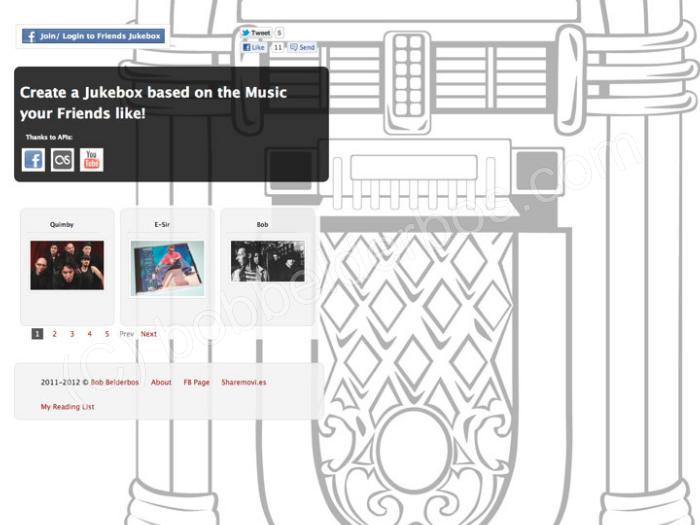 Join/ Login to Friends Jukebox
Tweet 5
Like 11 Send
Create a Jukebox based on the Music
your Friends like!
Thanks to APIs:
f
You
Tube
Quimby
E-Sir
Bob
1 2 3 4 5 Prev Next
2011-2012 © Bob Belderbos About FB Page Sharemovi.es
My Reading List
(C) bobbelderbos.com